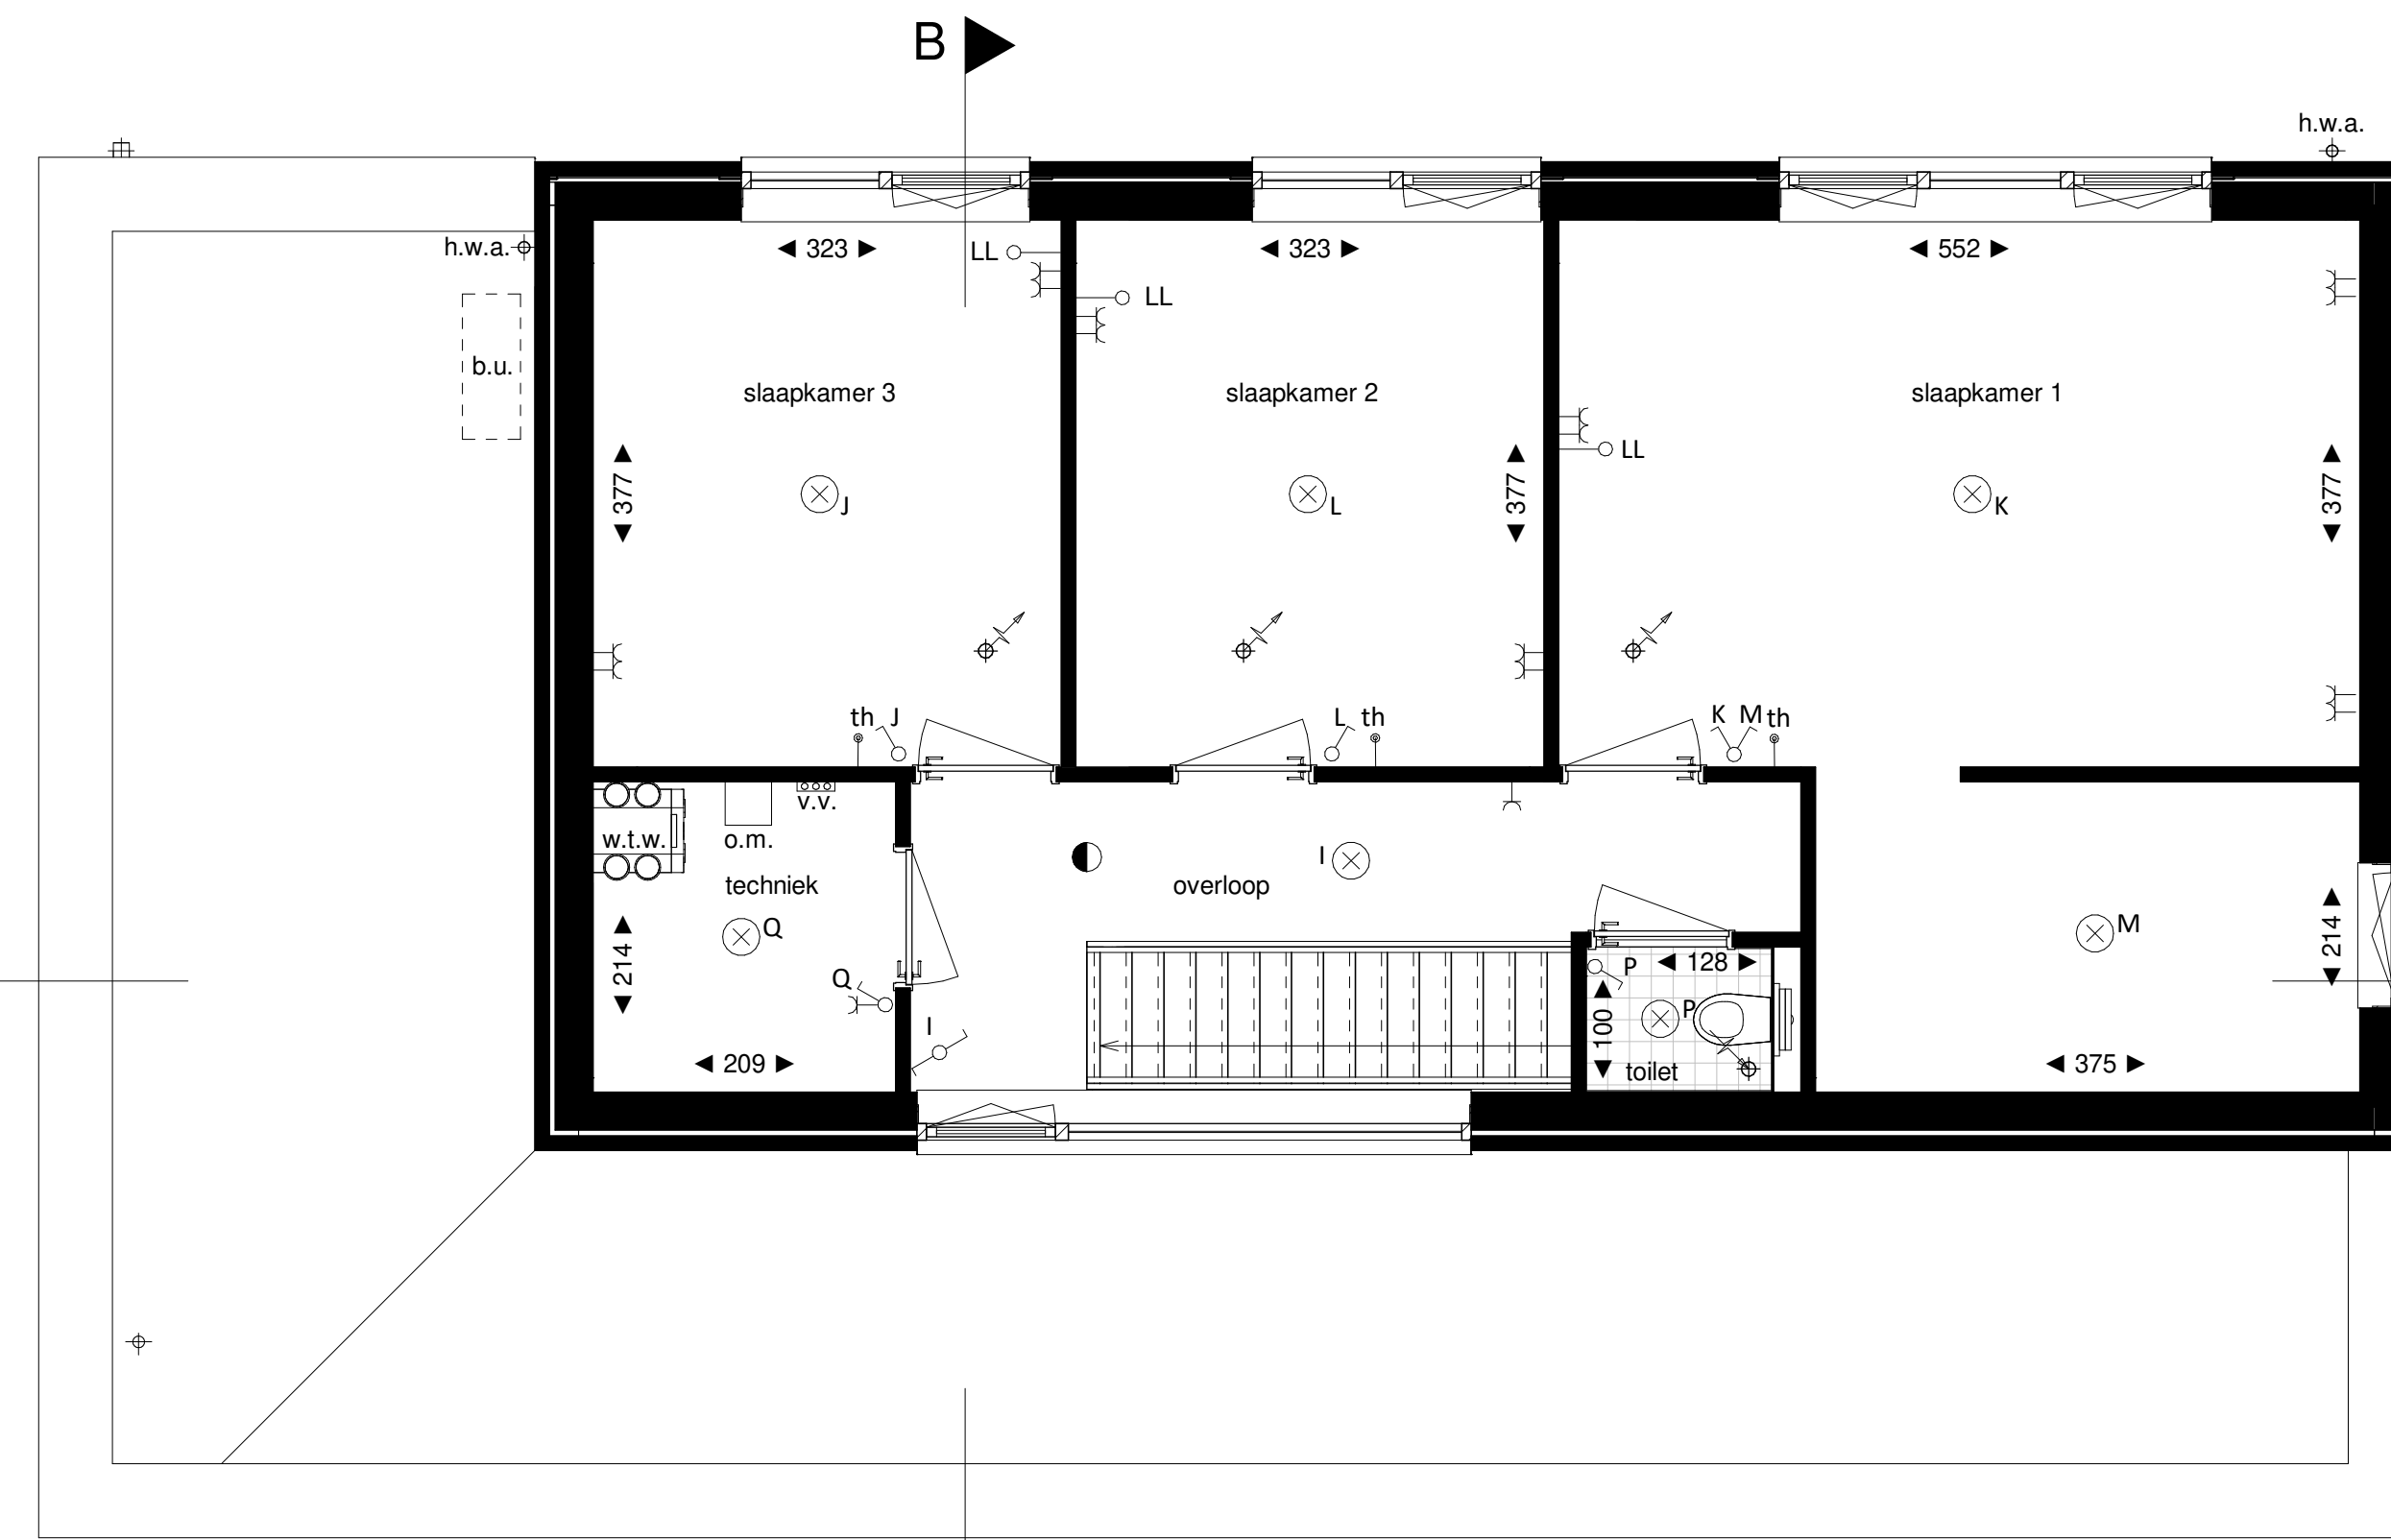 B
h.w.a.
h.w.a.
323
LL
323
552
LL
b.u.
slaapkamer 3
slaapkamer 2
slaapkamer 1
LL
377
J
L
377
K
377
th J
L th
K M th
w.t.w.
o.m.
v.v.
techniek
overloop
I
Q
M
214
Q
I
P
128
214
P
100
209
toilet
375